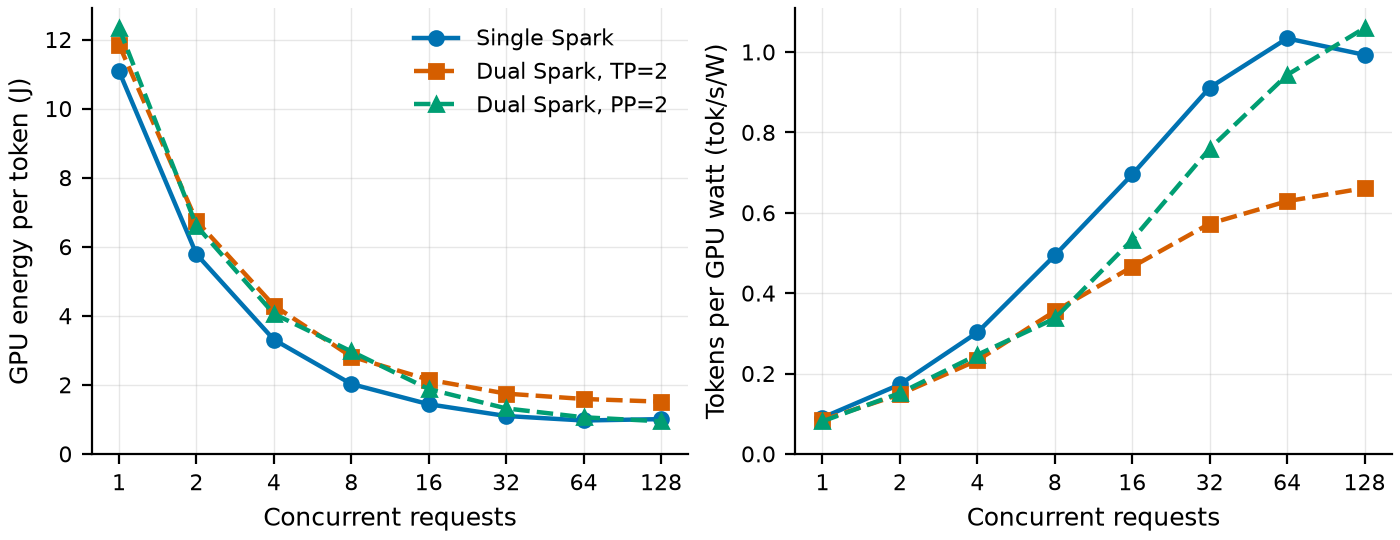 GPU energy per token (J)
12
10
8
6
4
2
0
Single Spark
Dual Spark, TP=2
Dual Spark, PP=2
1 2 4 8 16 32 64 128
Concurrent requests
Tokens per GPU watt (tok/s/W)
1.0
0.8
0.6
0.4
0.2
0.0
1 2 4 8 16 32 64 128
Concurrent requests